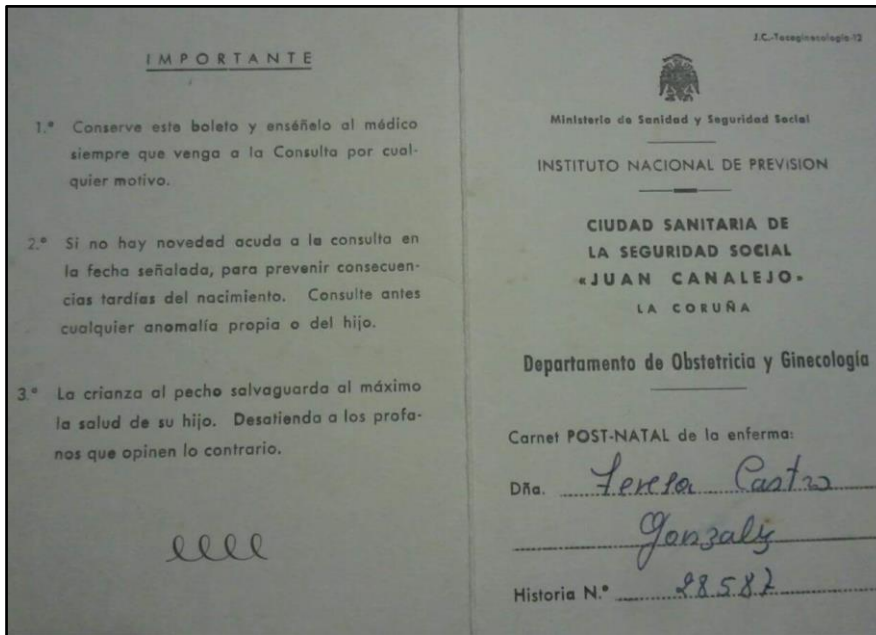 IMPORTANTE
1.º Conserve este boleto y enséñelo al médico
siempre que venga a la Consulta por cual-
quier motivo.
2.º Si no hay novedad acuda a la consulta en
la fecha señalada, para prevenir consecuen-
cias tardías del nacimiento. Consulte antes
cualquier anomalía propia o del hijo.
3.º La crianza al pecho salvaguarda al máximo
la salud de su hijo. Desatienda a los profa-
nos que opinen lo contrario.
J.C.-Tocoginecología-12
Ministerio de Sanidad y Seguridad Social
INSTITUTO NACIONAL DE PREVISION
CIUDAD SANITARIA DE
LA SEGURIDAD SOCIAL
«JUAN CANALEJO»
LA CORUÑA
Departamento de Obstetricia y Ginecología
Carnet POST-NATAL de la enferma:
Dña. Teresa Castro
Gonzalez
Historia N.º 28587